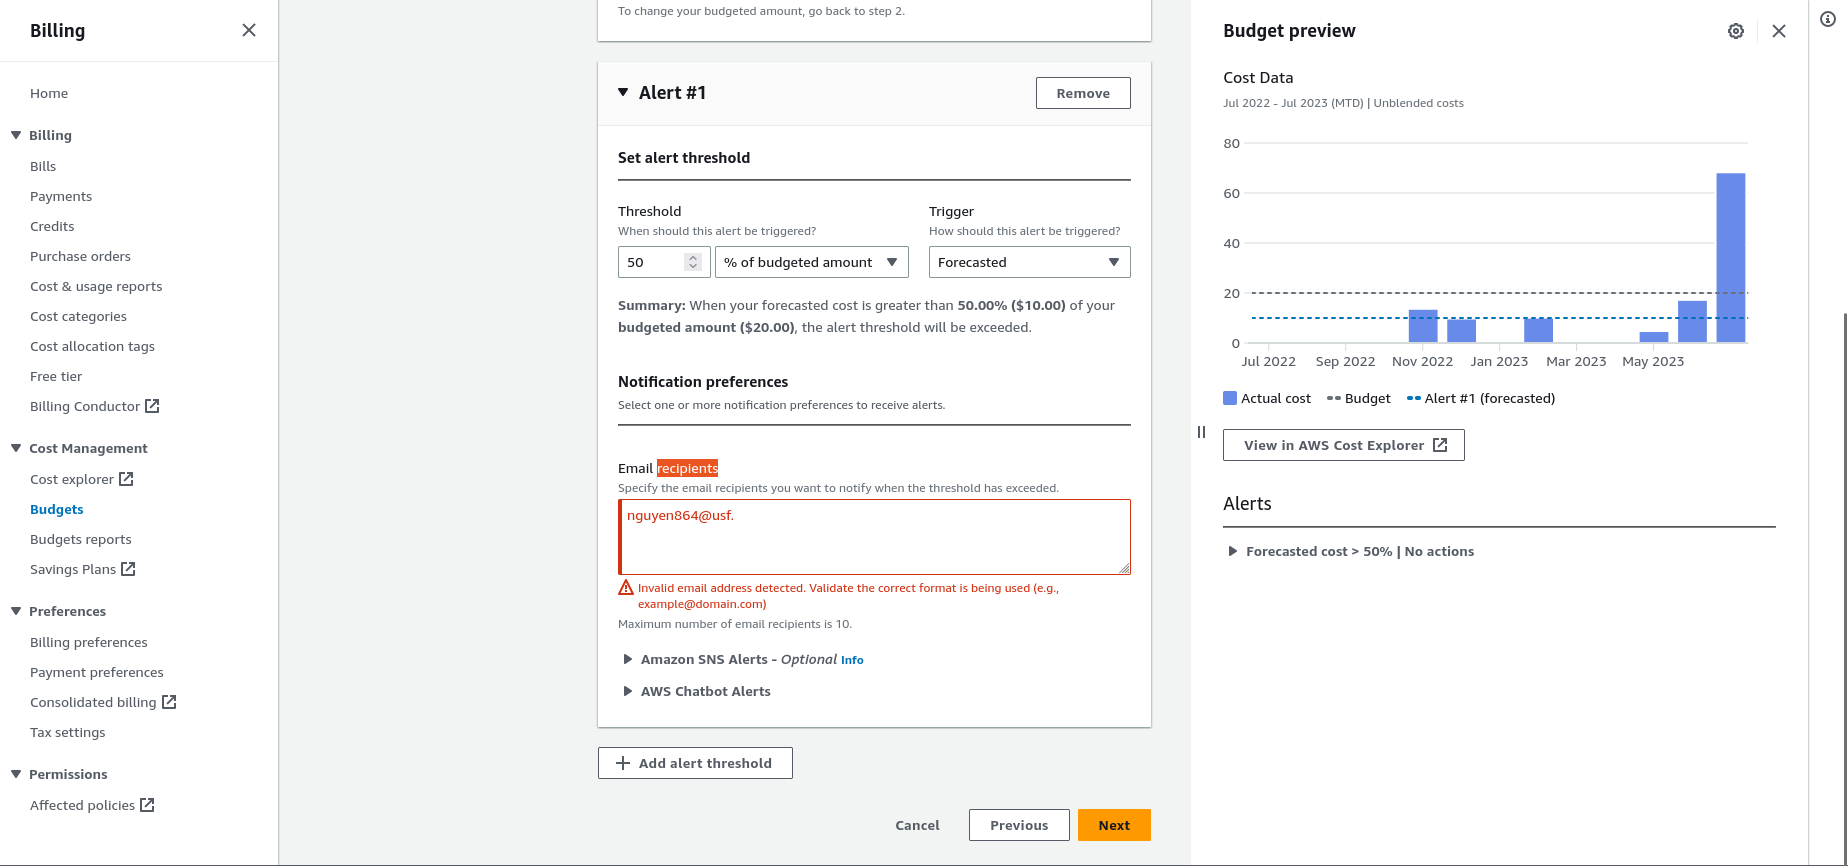 Billing
Home
Billing
Bills
Payments
Credits
Purchase orders
Cost & usage reports
Cost categories
Cost allocation tags
Free tier
Billing Conductor
Cost Management
Cost explorer
Budgets
Budgets reports
Savings Plans
Preferences
Billing preferences
Payment preferences
Consolidated billing
Tax settings
Permissions
Affected policies
To change your budgeted amount, go back to step 2.
Alert #1
Remove
Set alert threshold
Threshold
When should this alert be triggered?
50
% of budgeted amount
Trigger
How should this alert be triggered?
Forecasted
Summary: When your forecasted cost is greater than 50.00% ($10.00) of your
budgeted amount ($20.00), the alert threshold will be exceeded.
Notification preferences
Select one or more notification preferences to receive alerts.
Email recipients
Specify the email recipients you want to notify when the threshold has exceeded.
nguyen864@usf.
Invalid email address detected. Validate the correct format is being used (e.g.,
example@domain.com)
Maximum number of email recipients is 10.
Amazon SNS Alerts - Optional Info
AWS Chatbot Alerts
Add alert threshold
Cancel
Previous
Next
Budget preview
Cost Data
Jul 2022 - Jul 2023 (MTD) | Unblended costs
80
60
40
20
0
Jul 2022 Sep 2022 Nov 2022 Jan 2023 Mar 2023 May 2023
Actual cost Budget Alert #1 (forecasted)
View in AWS Cost Explorer
Alerts
Forecasted cost > 50% | No actions